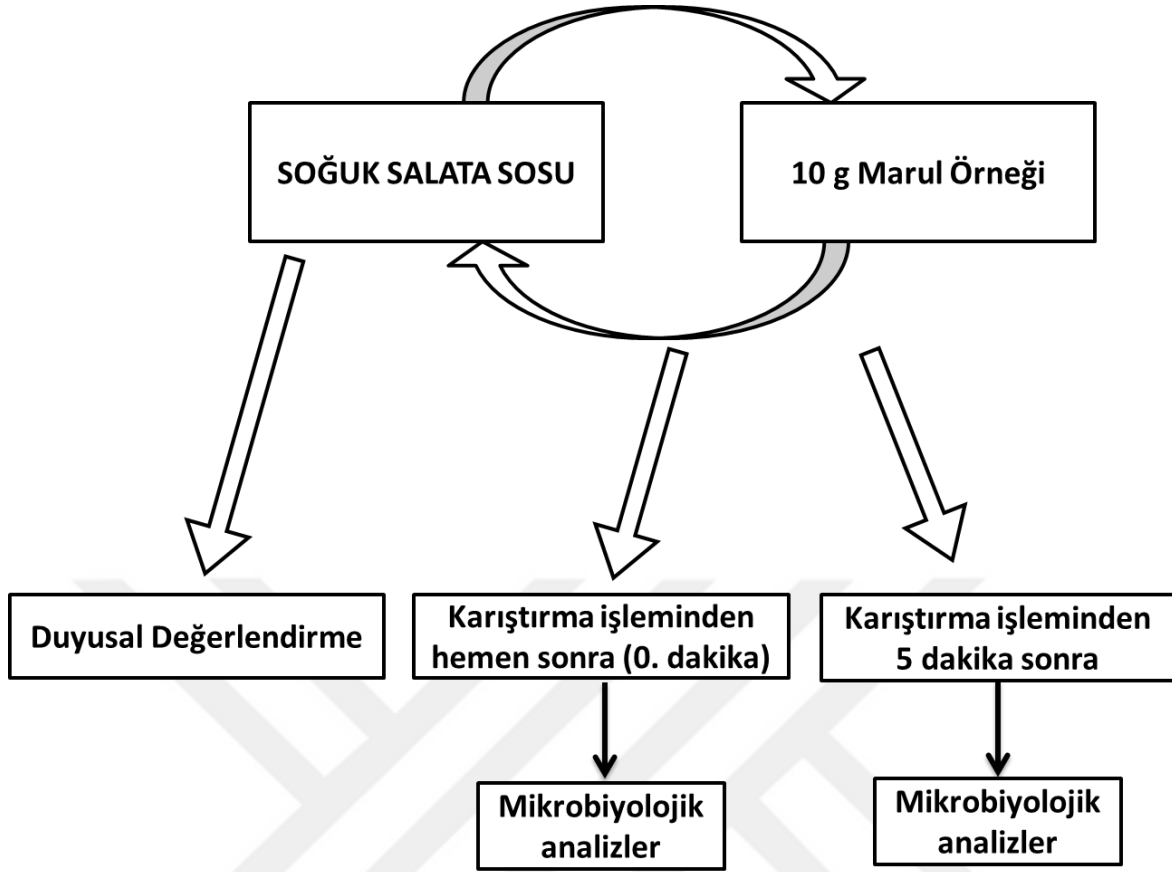 SOĞUK SALATA SOSU
10 g Marul Örneği
Duyusal Değerlendirme
Karıştırma işleminden
hemen sonra (0. dakika)
Karıştırma işleminden
5 dakika sonra
Mikrobiyolojik
analizler
Mikrobiyolojik
analizler